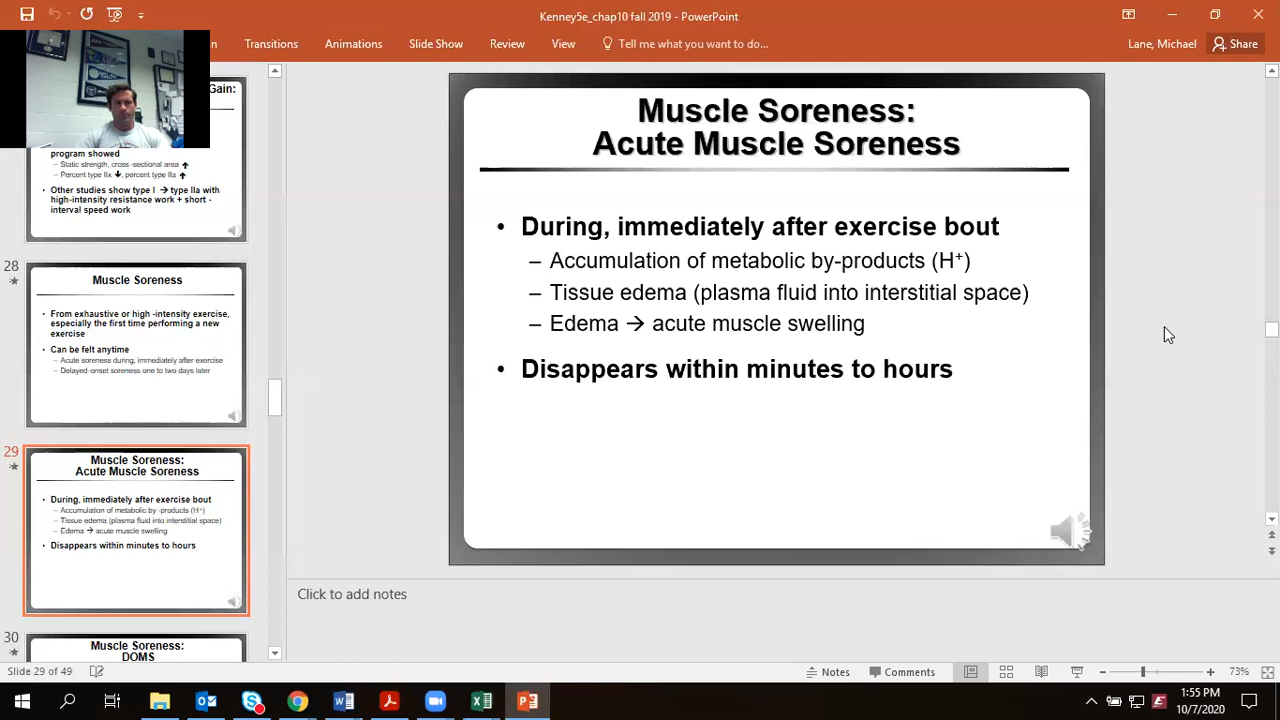 Kenney5e_chap10 fall 2019 - PowerPoint
Transitions
Animations
Slide Show
Review
View
Tell me what you want to do...
Lane, Michael
Share
Gain:
program showed
– Static strength, cross-sectional area ↑
– Percent type IIx ↓, percent type IIa ↑
• Other studies show type I → type IIa with
high-intensity resistance work + short -
interval speed work
28
Muscle Soreness
• From exhaustive or high -intensity exercise,
especially the first time performing a new
exercise
• Can be felt anytime
– Acute soreness during, immediately after exercise
– Delayed-onset soreness one to two days later
29
Muscle Soreness:
Acute Muscle Soreness
• During, immediately after exercise bout
– Accumulation of metabolic by -products (H+)
– Tissue edema (plasma fluid into interstitial space)
– Edema → acute muscle swelling
• Disappears within minutes to hours
30
Muscle Soreness:
DOMS
Muscle Soreness:
Acute Muscle Soreness
• During, immediately after exercise bout
– Accumulation of metabolic by-products (H+)
– Tissue edema (plasma fluid into interstitial space)
– Edema → acute muscle swelling
• Disappears within minutes to hours
Click to add notes
Slide 29 of 49
Notes
Comments
73%
1:55 PM
10/7/2020